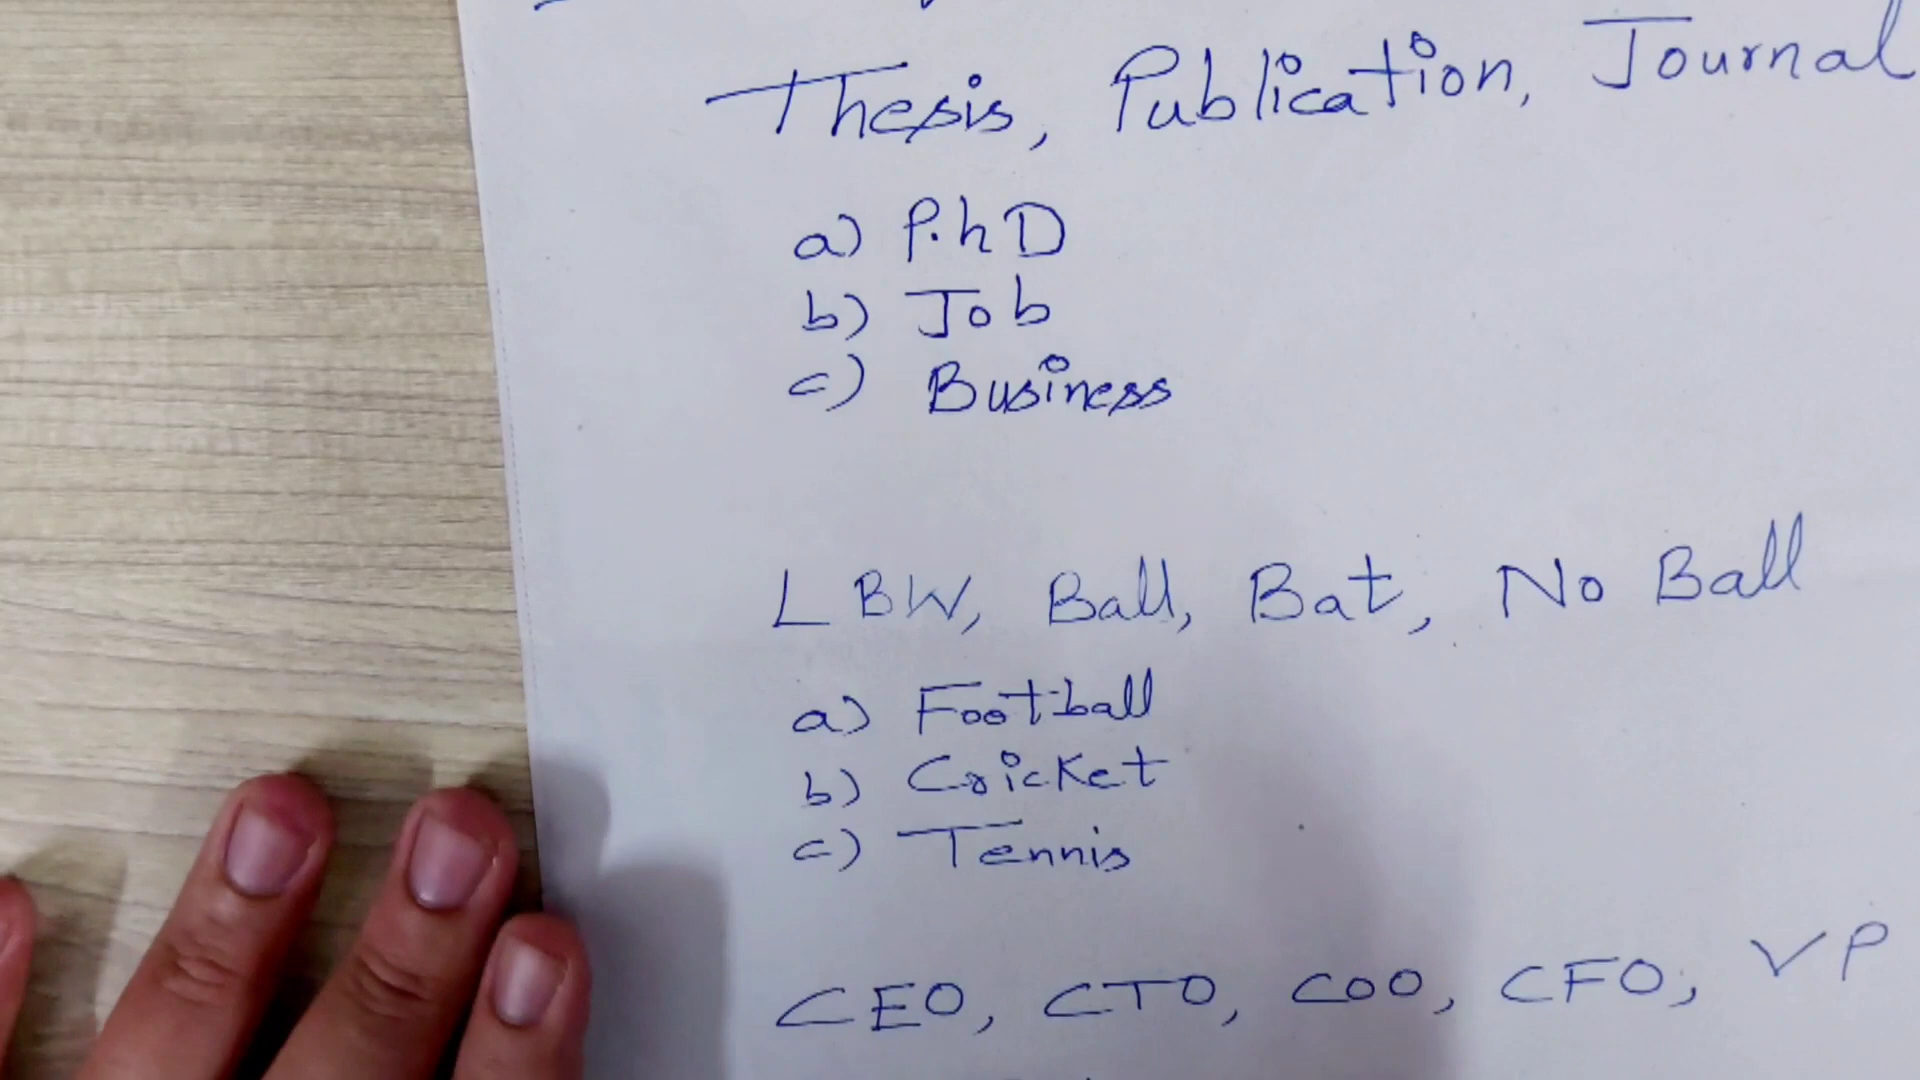 Thesis, Publication, Journal
a) P.hD
b) Job
c) Business
LBW, Ball, Bat, No Ball
a) Football
b) Cricket
c) Tennis
CEO, CTO, COO, CFO, VP